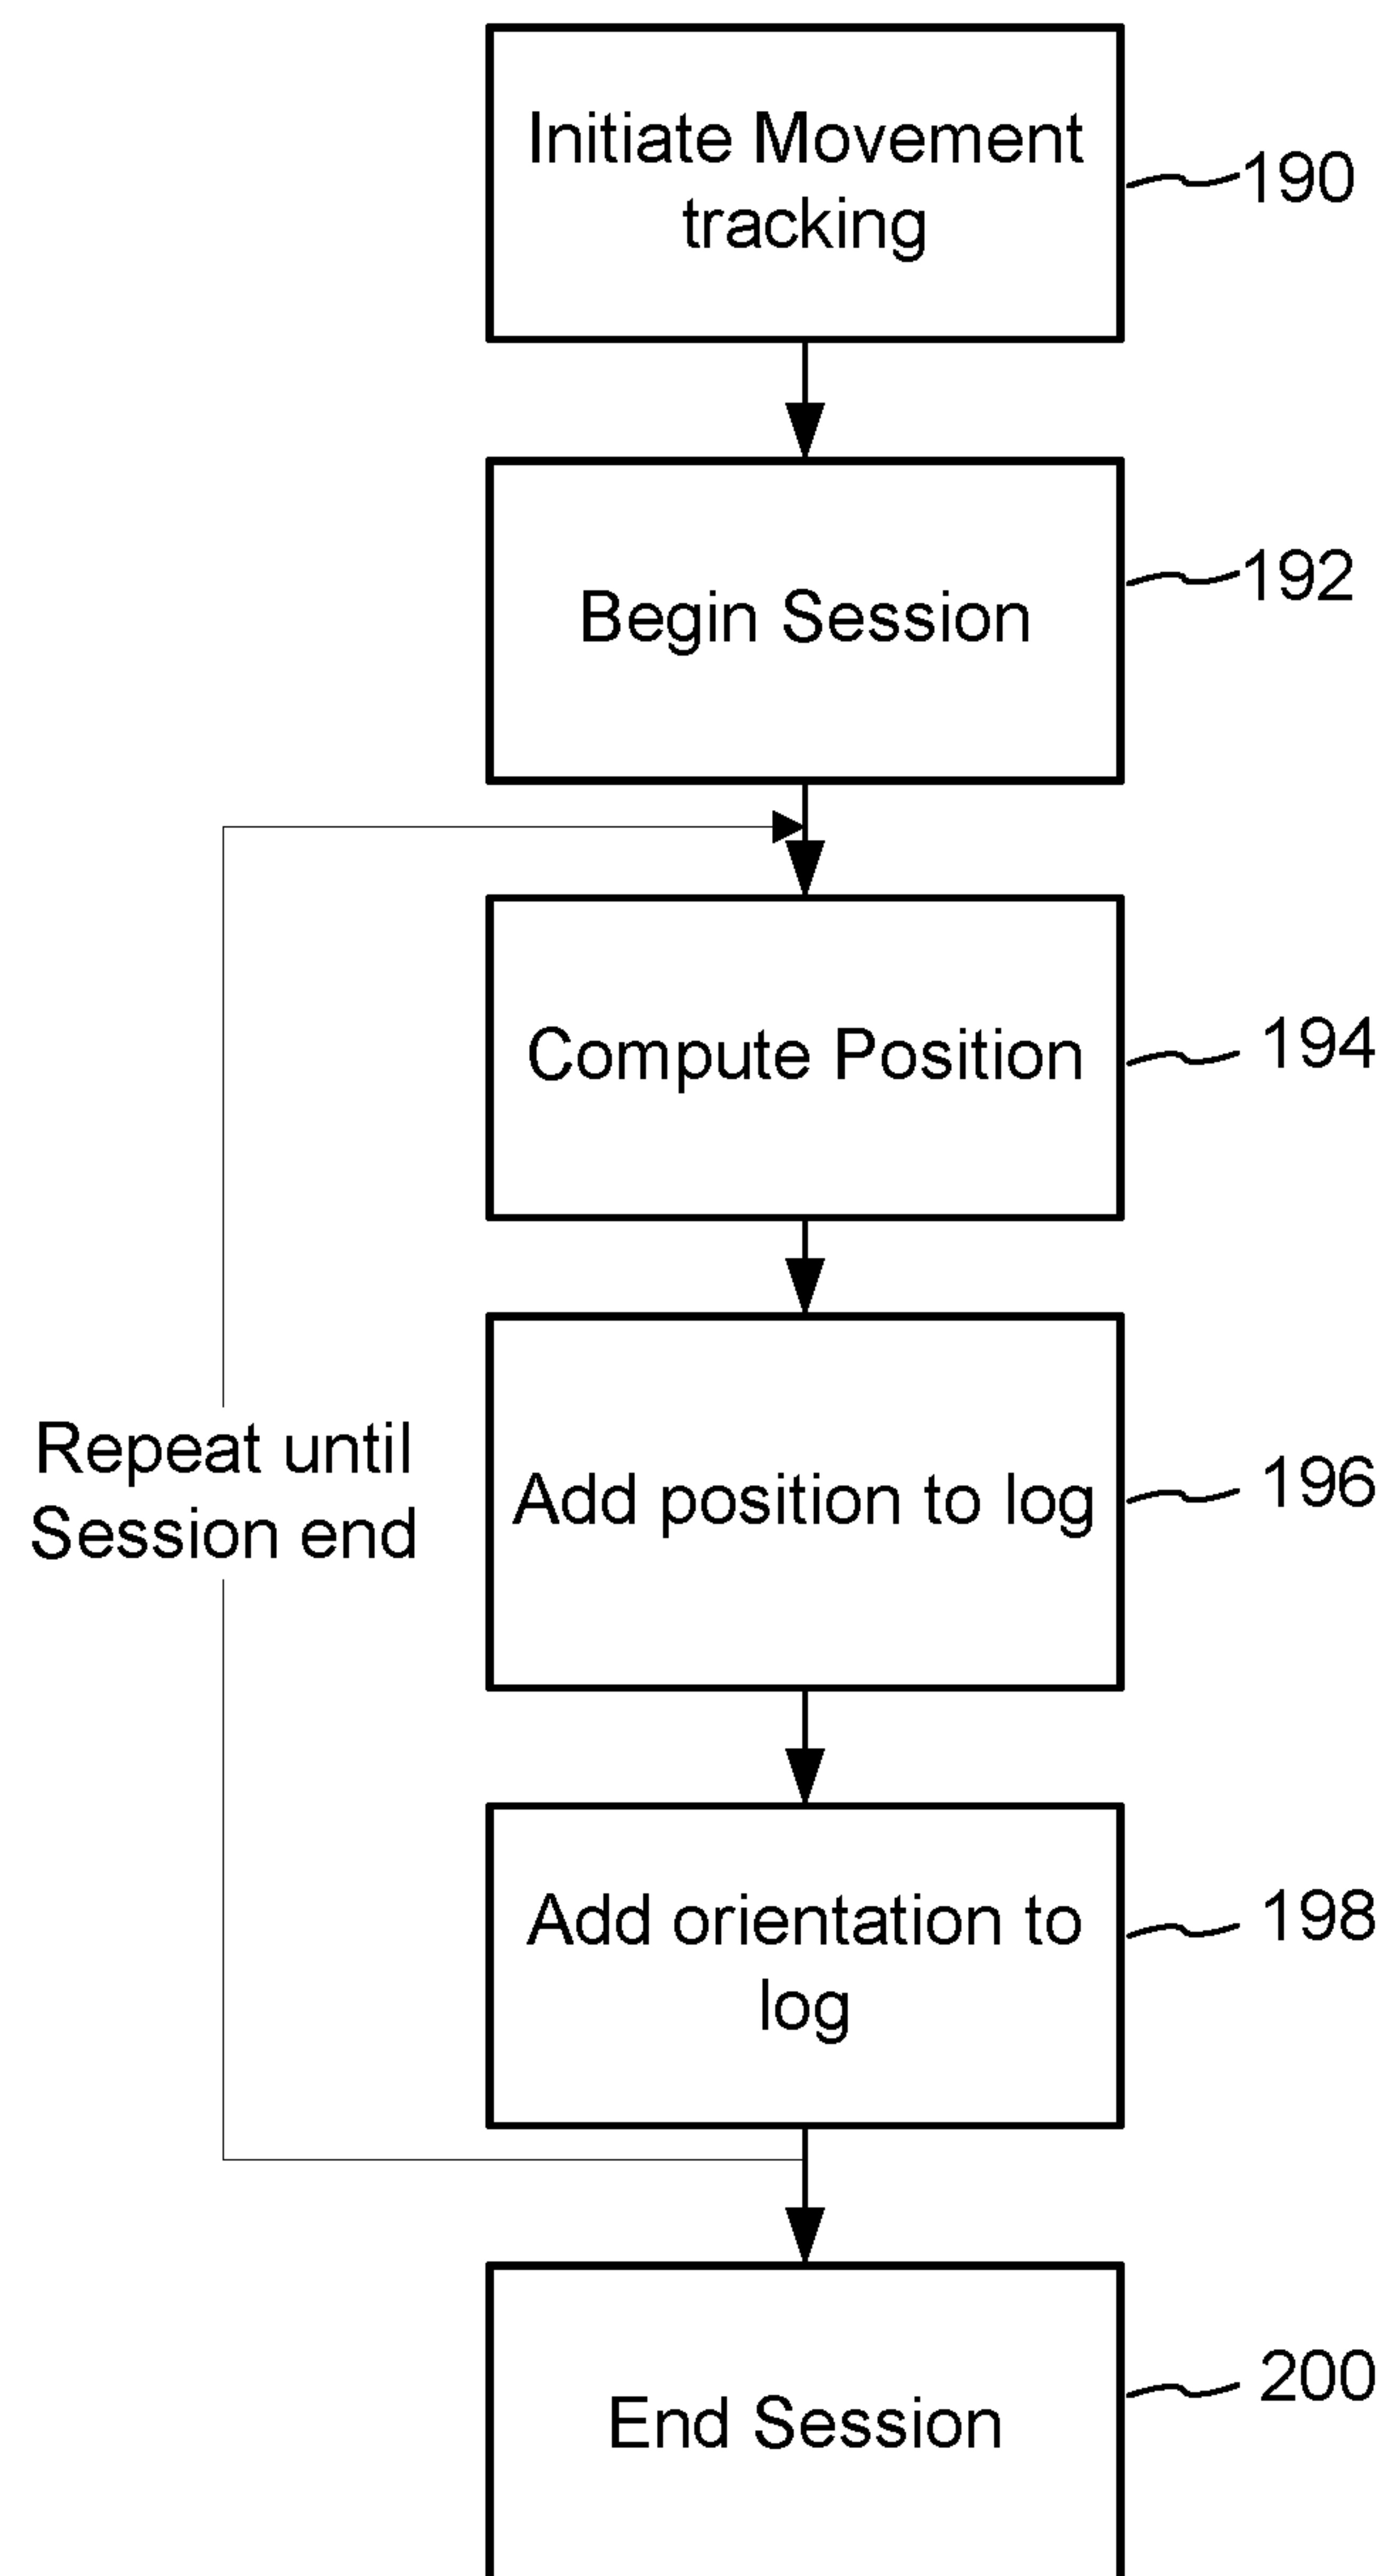 Initiate Movement
tracking
190
Begin Session
192
Compute Position
194
Repeat until
Session end
Add position to log
196
Add orientation to
log
198
End Session
200